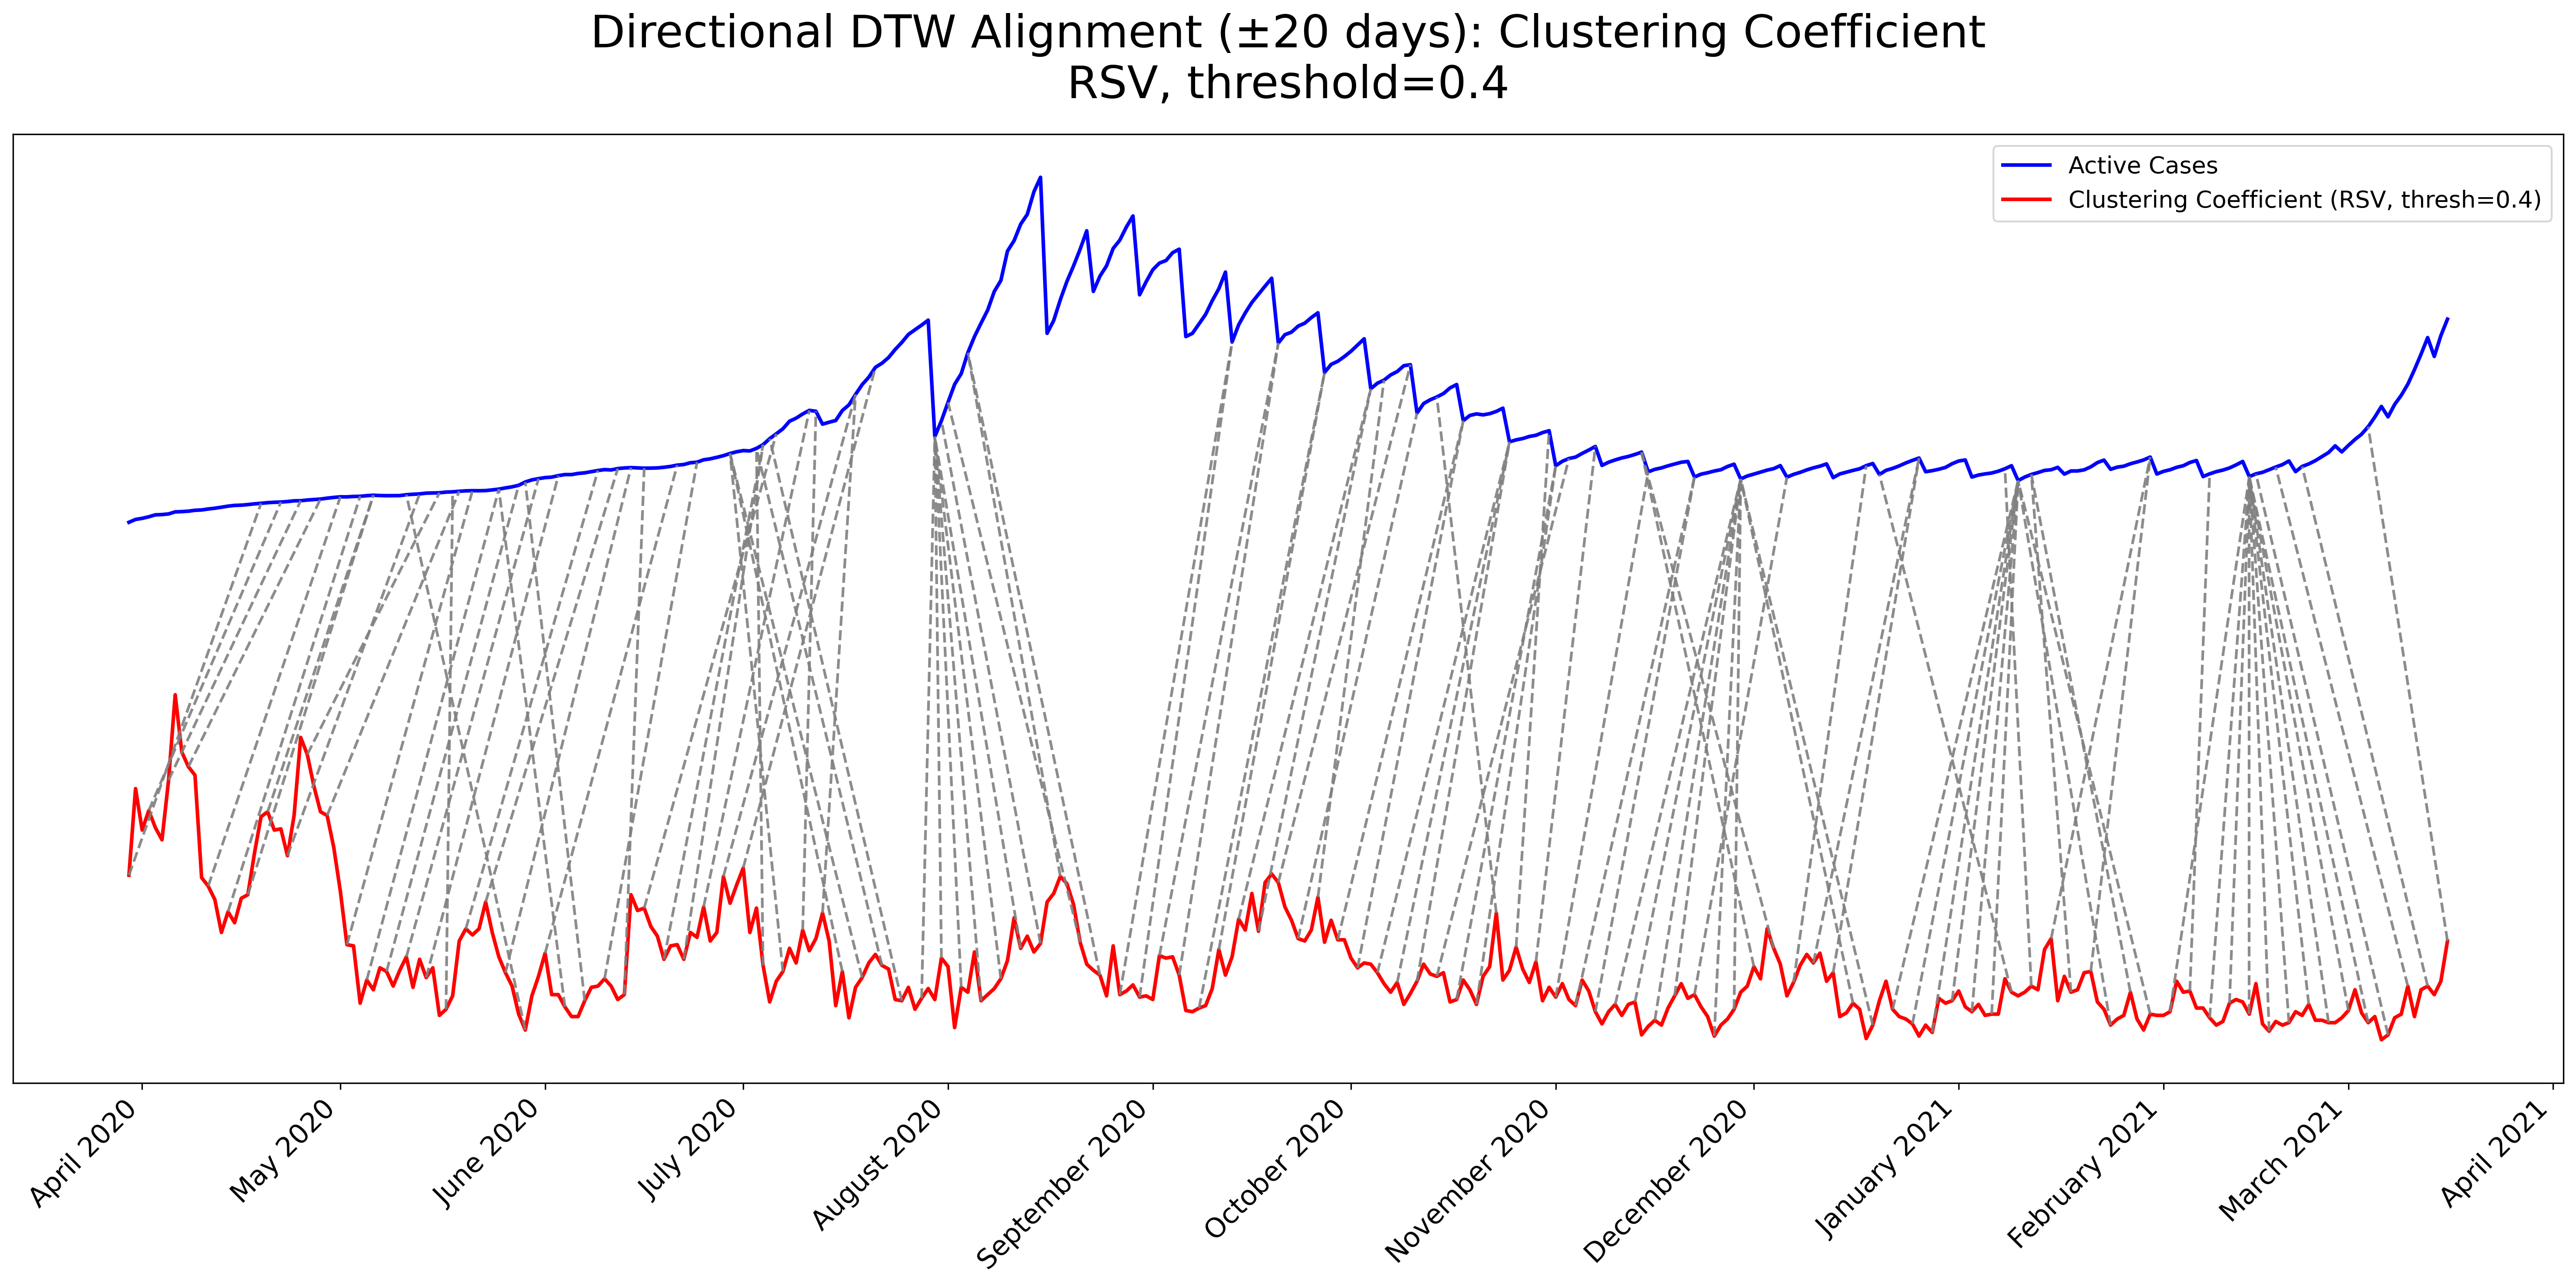 Directional DTW Alignment (±20 days): Clustering Coefficient
RSV, threshold=0.4
Active Cases
Clustering Coefficient (RSV, thresh=0.4)
April 2020
May 2020
June 2020
July 2020
August 2020
September 2020
October 2020
November 2020
December 2020
January 2021
February 2021
March 2021
April 2021